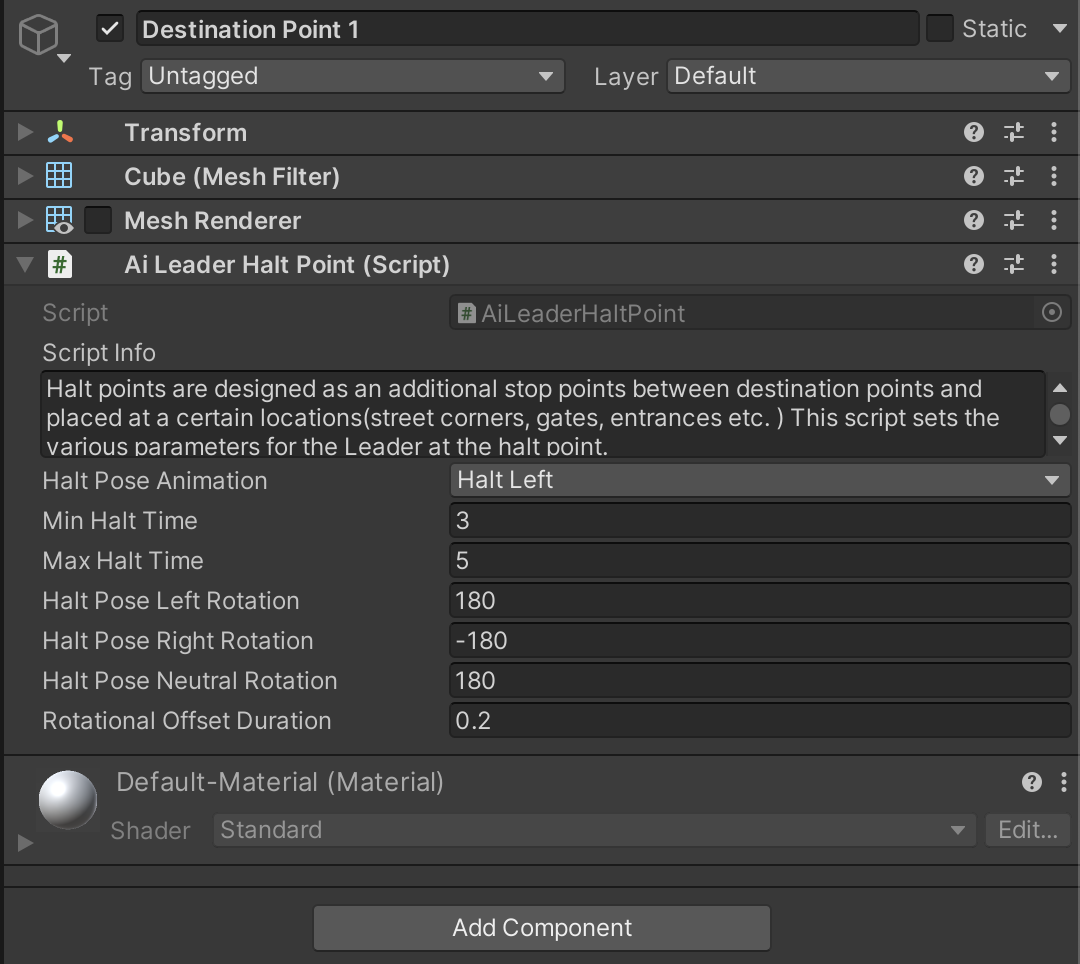 Destination Point 1
Static
Tag Untagged Layer Default
Transform
Cube (Mesh Filter)
Mesh Renderer
# Ai Leader Halt Point (Script)
Script # AiLeaderHaltPoint
Script Info
Halt points are designed as an additional stop points between destination points and
placed at a certain locations(street corners, gates, entrances etc. ) This script sets the
various parameters for the Leader at the halt point.
Halt Pose Animation Halt Left
Min Halt Time 3
Max Halt Time 5
Halt Pose Left Rotation 180
Halt Pose Right Rotation -180
Halt Pose Neutral Rotation 180
Rotational Offset Duration 0.2
Default-Material (Material)
Shader Standard Edit...
Add Component